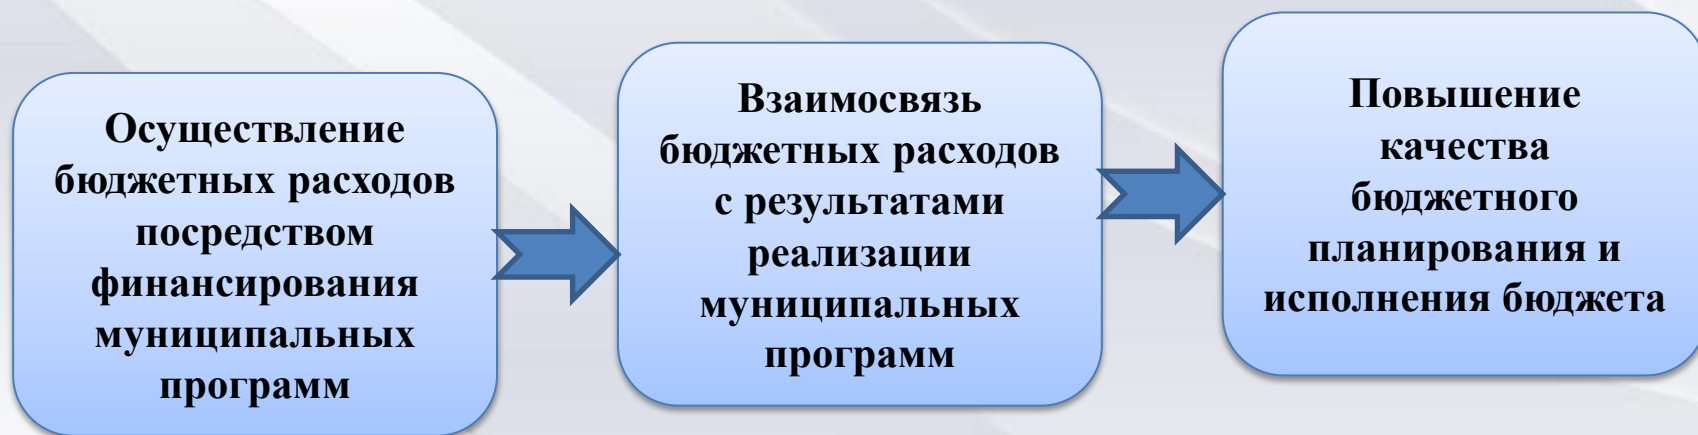 Осуществление
бюджетных расходов
посредством
финансирования
муниципальных
программ
Взаимосвязь
бюджетных расходов
с результатами
реализации
муниципальных
программ
Повышение
качества
бюджетного
планирования и
исполнения бюджета